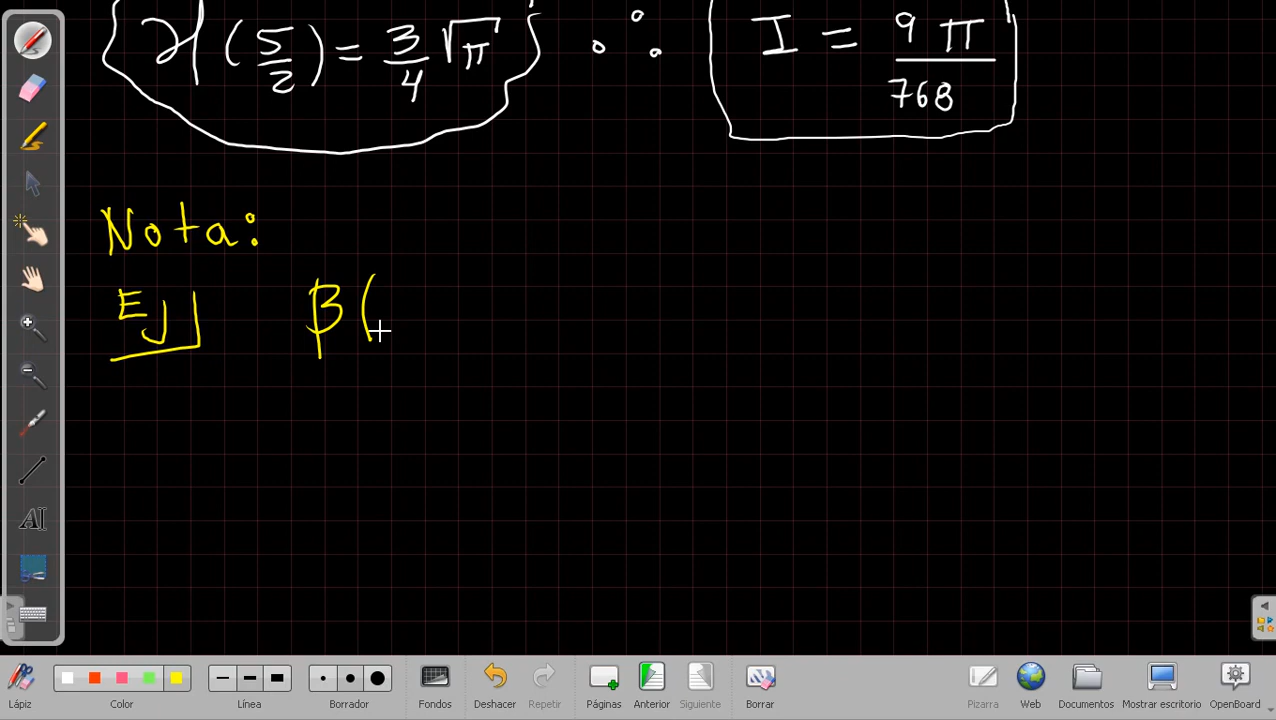 Γ(5/2) = 3/4 √π ∴ I = 9π/768
Nota:
Ej β(
AI
Lápiz Color Línea Borrador Fondos Deshacer Repetir Páginas Anterior Siguiente Borrar Pizarra Web Documentos Mostrar escritorio OpenBoard